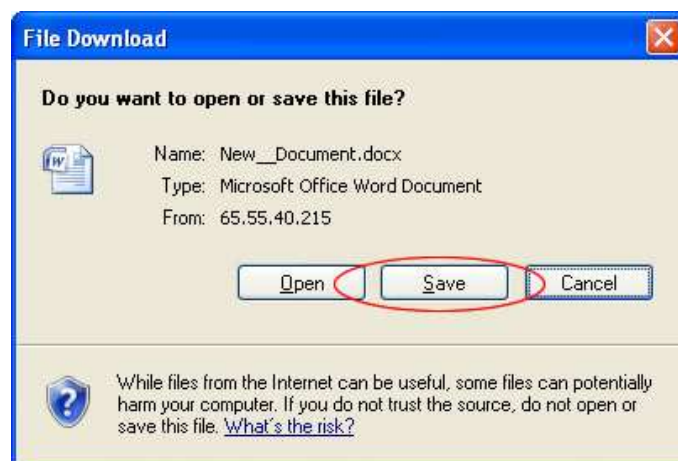 File Download
Do you want to open or save this file?
Name: New__Document.docx
Type: Microsoft Office Word Document
From: 65.55.40.215
Open Save Cancel
While files from the Internet can be useful, some files can potentially
harm your computer. If you do not trust the source, do not open or
save this file. What's the risk?